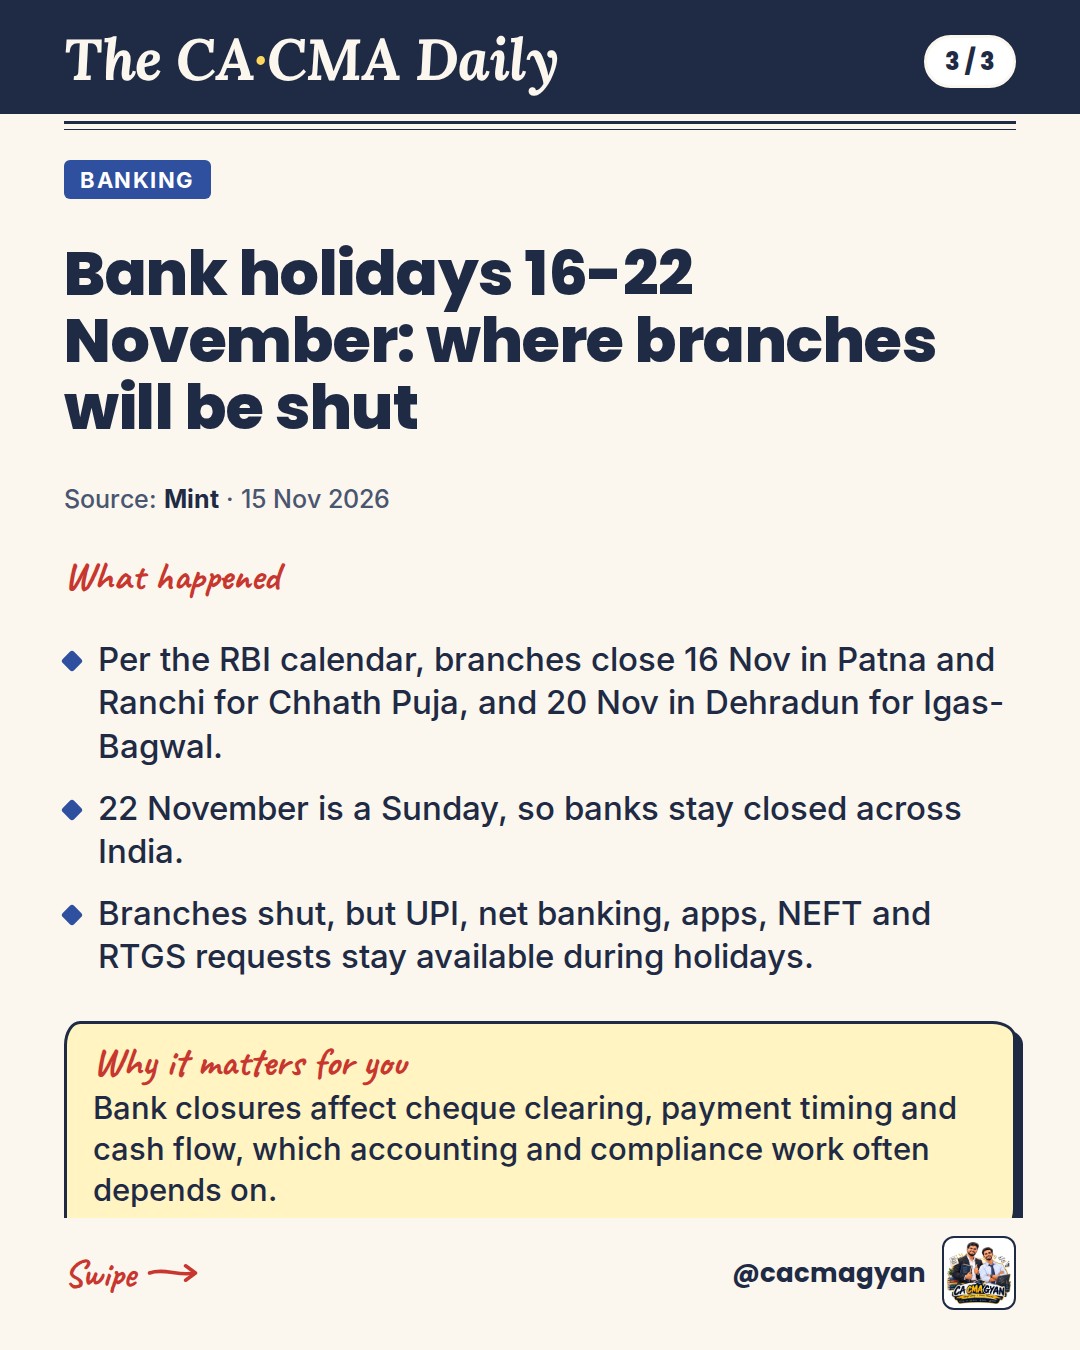 The CA·CMA Daily
3 / 3
BANKING
Bank holidays 16–22
November: where branches
will be shut
Source: Mint · 15 Nov 2026
What happened
Per the RBI calendar, branches close 16 Nov in Patna and
Ranchi for Chhath Puja, and 20 Nov in Dehradun for Igas-
Bagwal.
22 November is a Sunday, so banks stay closed across
India.
Branches shut, but UPI, net banking, apps, NEFT and
RTGS requests stay available during holidays.
Why it matters for you
Bank closures affect cheque clearing, payment timing and
cash flow, which accounting and compliance work often
depends on.
Swipe
@cacmagyan
CA CMA GYAN